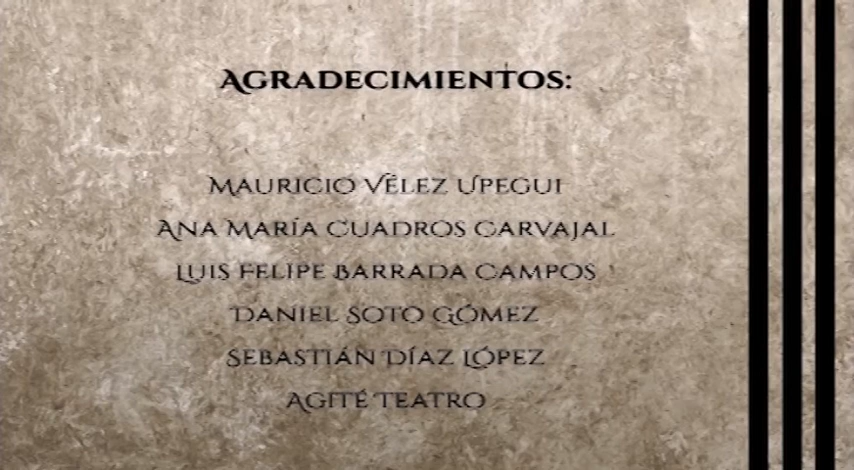 Agradecimientos:
Mauricio Vélez Upegui
Ana María Cuadros Carvajal
Luis Felipe Barrada Campos
Daniel Soto Gómez
Sebastián Díaz López
Agité Teatro